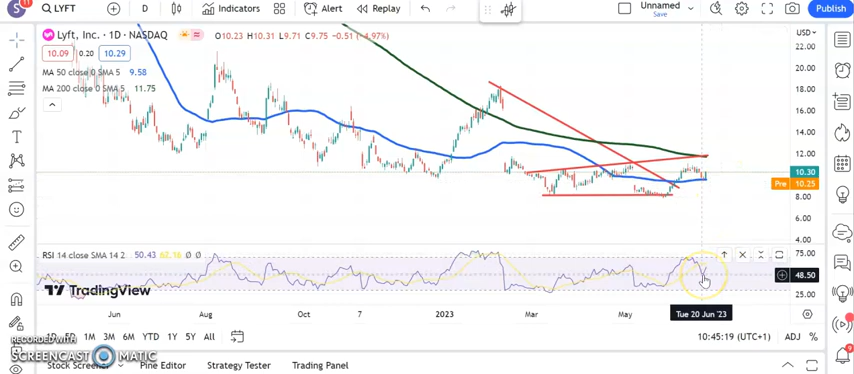 S 11 LYFT D Indicators Alert Replay Unnamed Save Publish
Lyft, Inc. · 1D · NASDAQ O10.23 H10.31 L9.71 C9.75 −0.51 (−4.97%) USD
10.09 0.20 10.29
MA 50 close 0 SMA 5 9.58
MA 200 close 0 SMA 5 11.75
22.00
20.00
18.00
16.00
14.00
12.00
10.30
Pre 10.25
8.00
6.00
4.00
RSI 14 close SMA 14 2 50.43 62.16 Ø Ø
75.00
48.50
25.00
TradingView
Jun Aug Oct 7 2023 Mar May Tue 20 Jun '23
1D 5D 1M 3M 6M YTD 1Y 5Y All 10:45:19 (UTC+1) ADJ %
RECORDED WITH
SCREENCAST MATIC
Stock Screener Pine Editor Strategy Tester Trading Panel
9